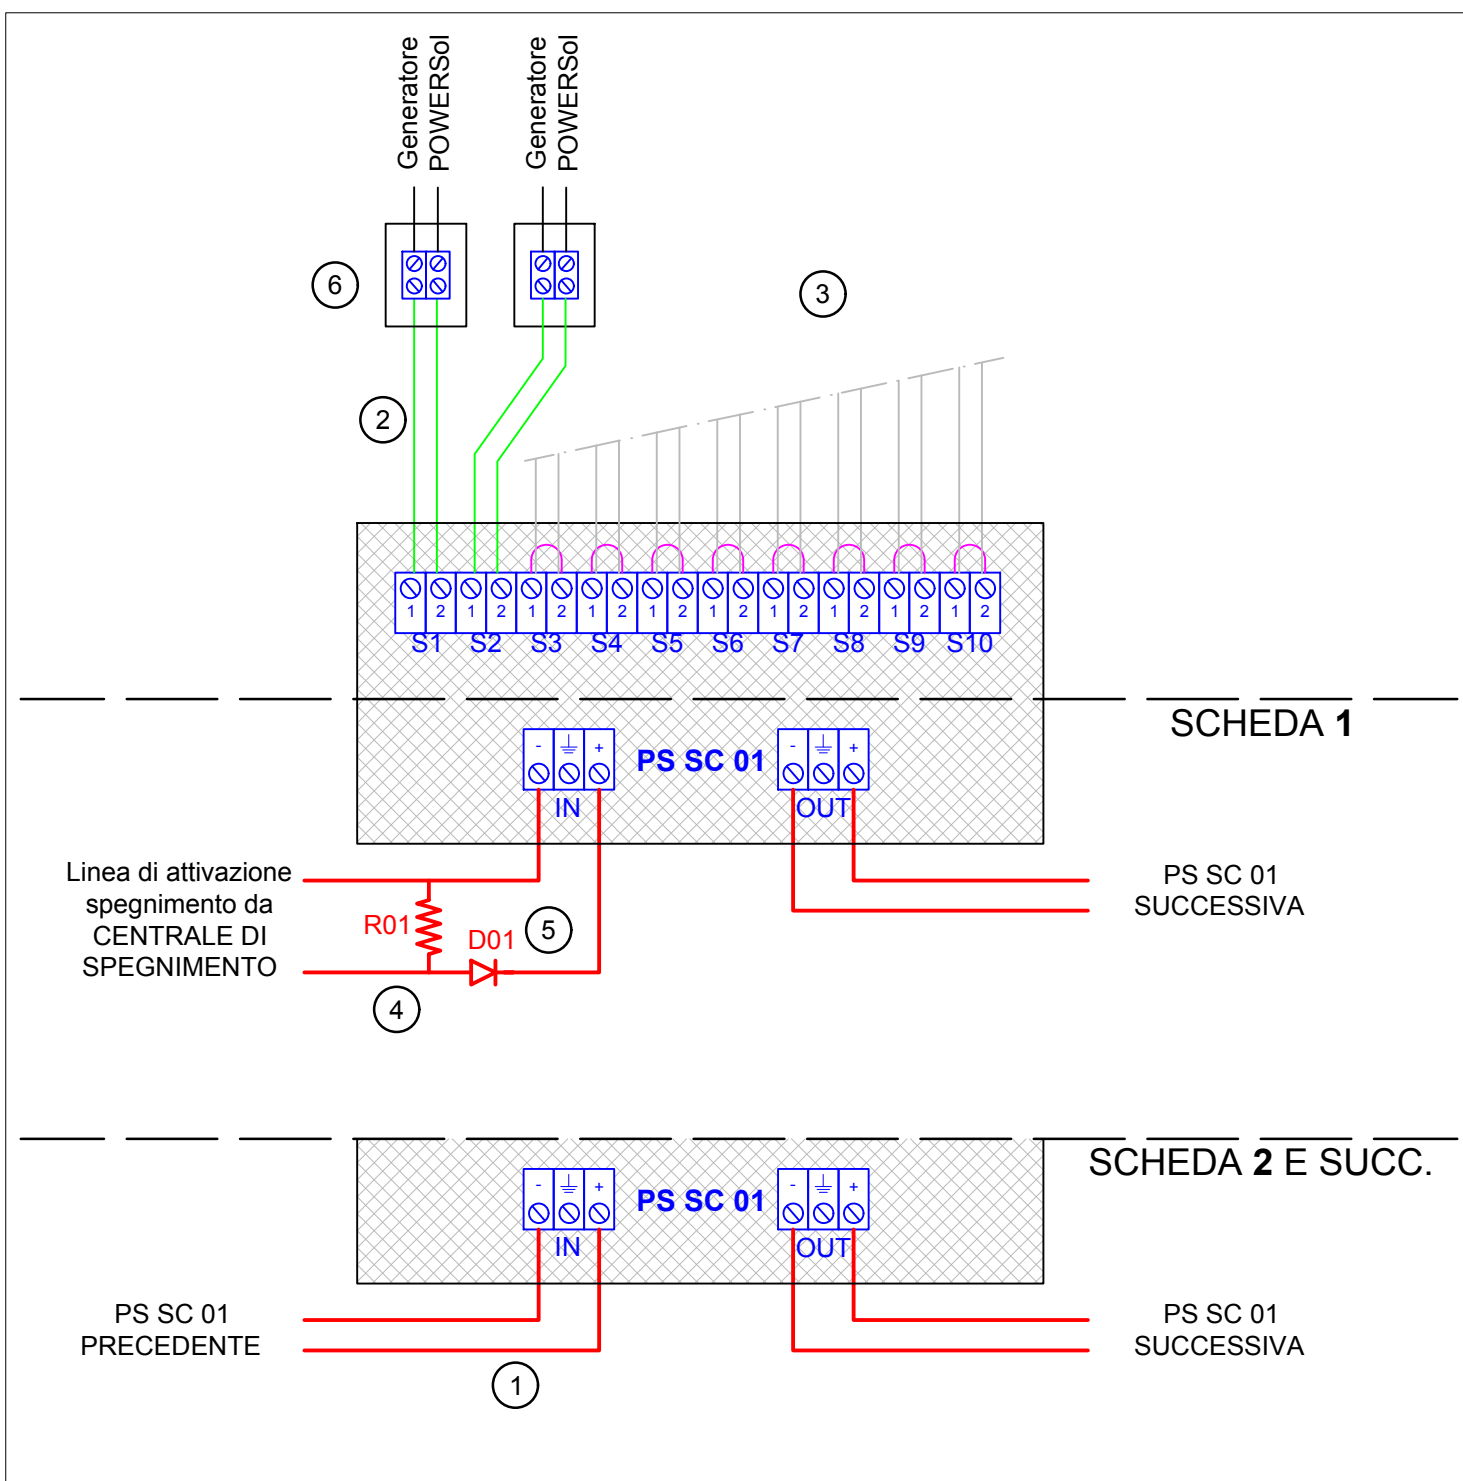 Generatore
POWERSol
Generatore
POWERSol
6
3
2
1 2 1 2 1 2 1 2 1 2 1 2 1 2 1 2 1 2 1 2
S1 S2 S3 S4 S5 S6 S7 S8 S9 S10
SCHEDA 1
- + PS SC 01 - +
IN OUT
Linea di attivazione
spegnimento da
CENTRALE DI
SPEGNIMENTO
R01
D01
5
4
PS SC 01
SUCCESSIVA
SCHEDA 2 E SUCC.
- + PS SC 01 - +
IN OUT
PS SC 01
PRECEDENTE
1
PS SC 01
SUCCESSIVA